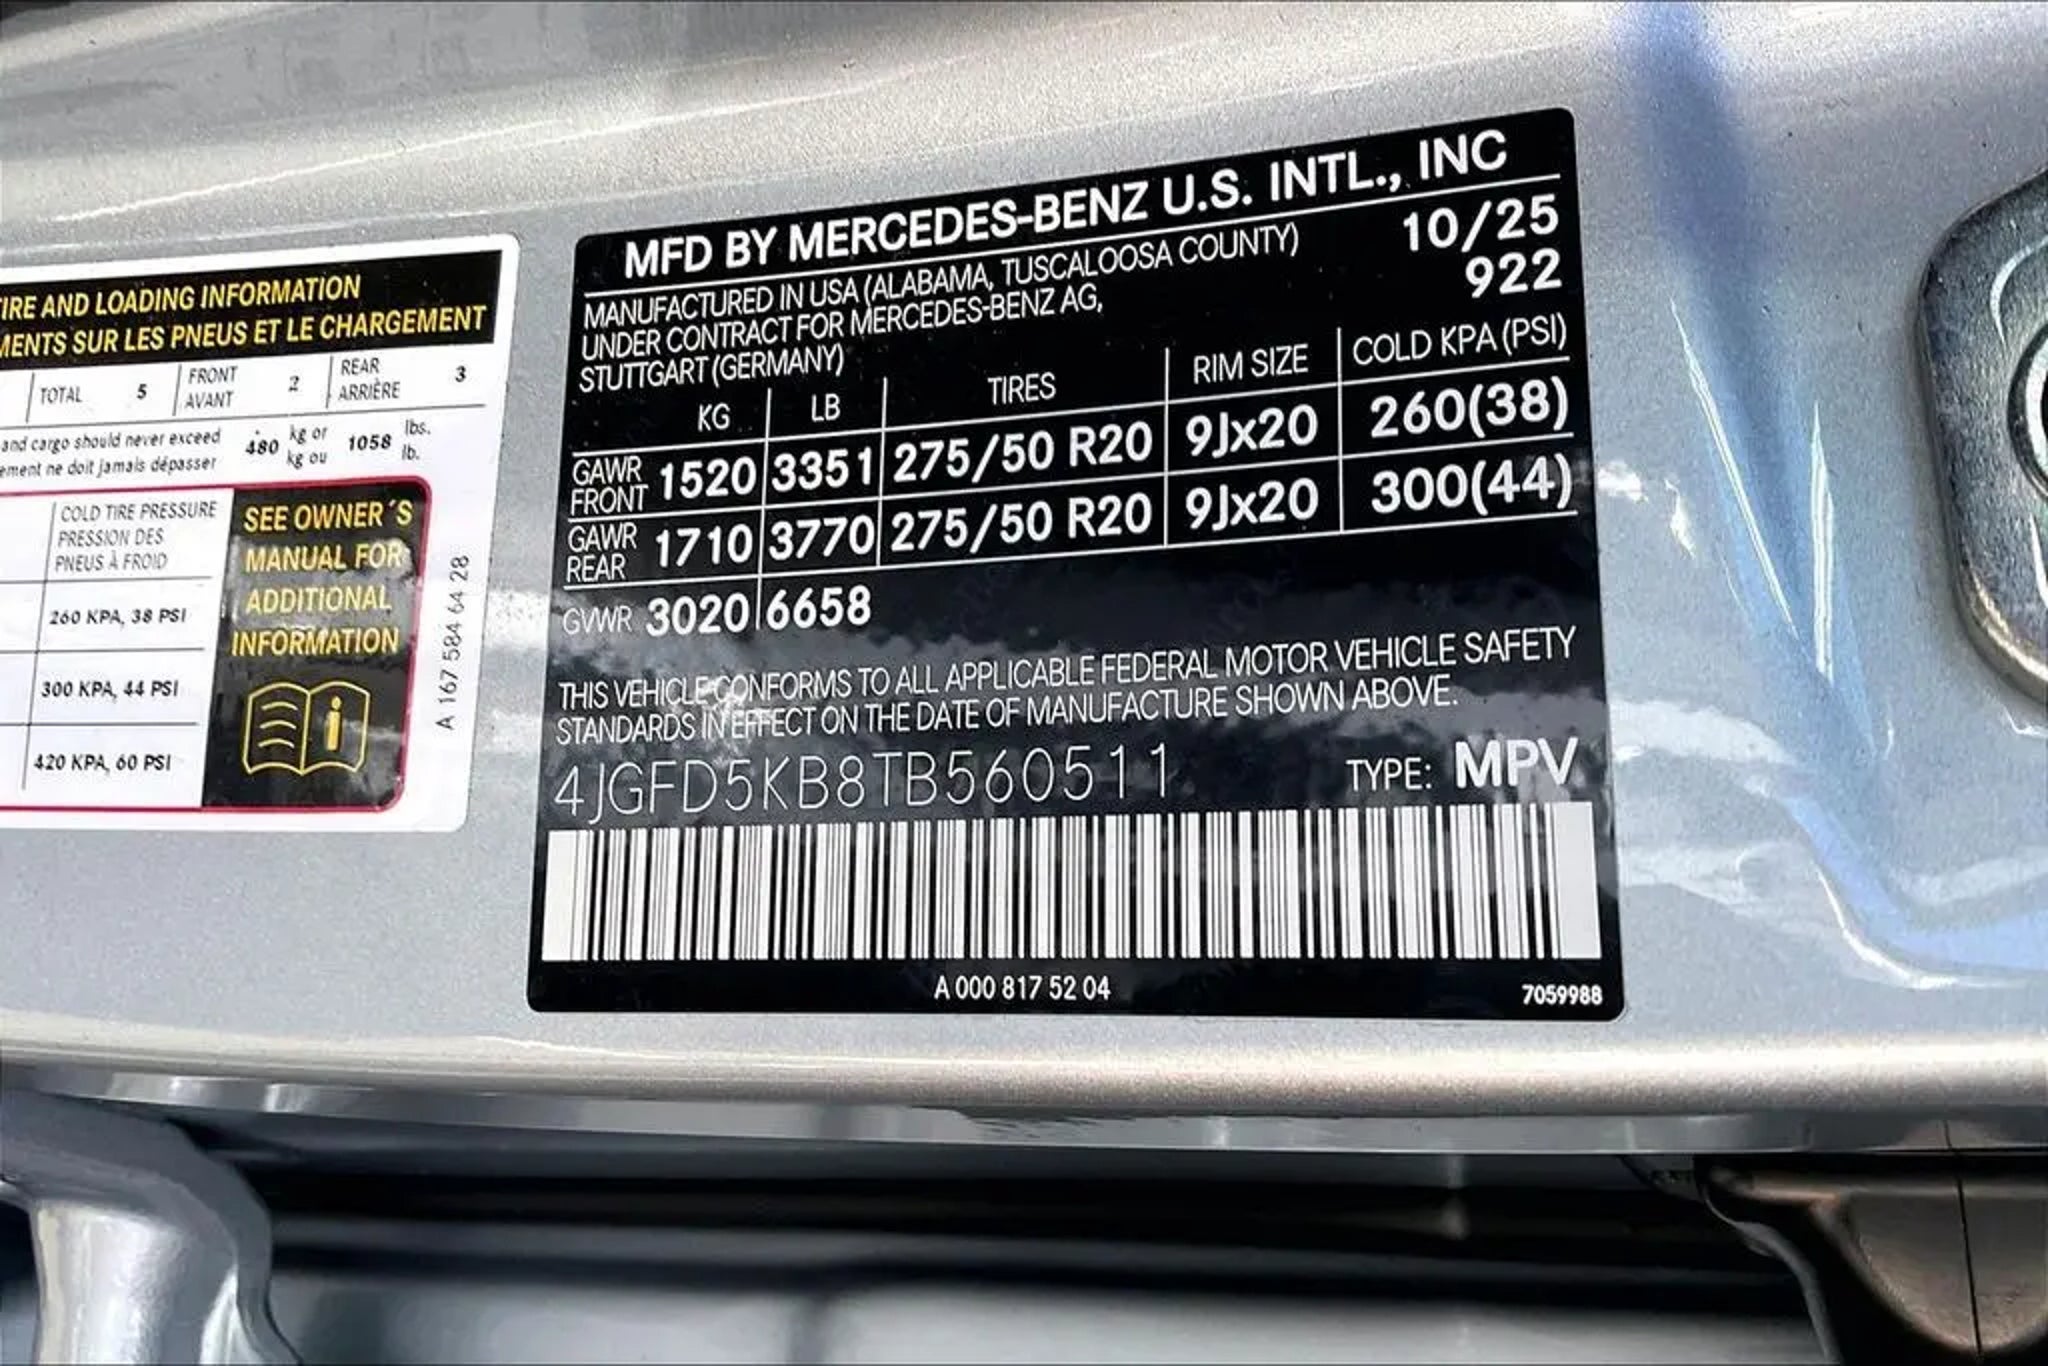 TIRE AND LOADING INFORMATION
MENTS SUR LES PNEUS ET LE CHARGEMENT
TOTAL 5 FRONT AVANT 2 REAR ARRIÈRE 3
and cargo should never exceed 480 kg or 1058 lbs.
ement ne doit jamais dépasser kg ou lb.
COLD TIRE PRESSURE
PRESSION DES
PNEUS À FROID
260 KPA, 38 PSI
300 KPA, 44 PSI
420 KPA, 60 PSI
SEE OWNER´S
MANUAL FOR
ADDITIONAL
INFORMATION
i
A 167 584 64 28
MFD BY MERCEDES-BENZ U.S. INTL., INC
MANUFACTURED IN USA (ALABAMA, TUSCALOOSA COUNTY) 10/25
UNDER CONTRACT FOR MERCEDES-BENZ AG, 922
STUTTGART (GERMANY)
KG LB TIRES RIM SIZE COLD KPA (PSI)
GAWR FRONT 1520 3351 275/50 R20 9Jx20 260(38)
GAWR REAR 1710 3770 275/50 R20 9Jx20 300(44)
GVWR 3020 6658
THIS VEHICLE CONFORMS TO ALL APPLICABLE FEDERAL MOTOR VEHICLE SAFETY
STANDARDS IN EFFECT ON THE DATE OF MANUFACTURE SHOWN ABOVE.
4JGFD5KB8TB560511 TYPE: MPV
A 000 817 52 04 7059988